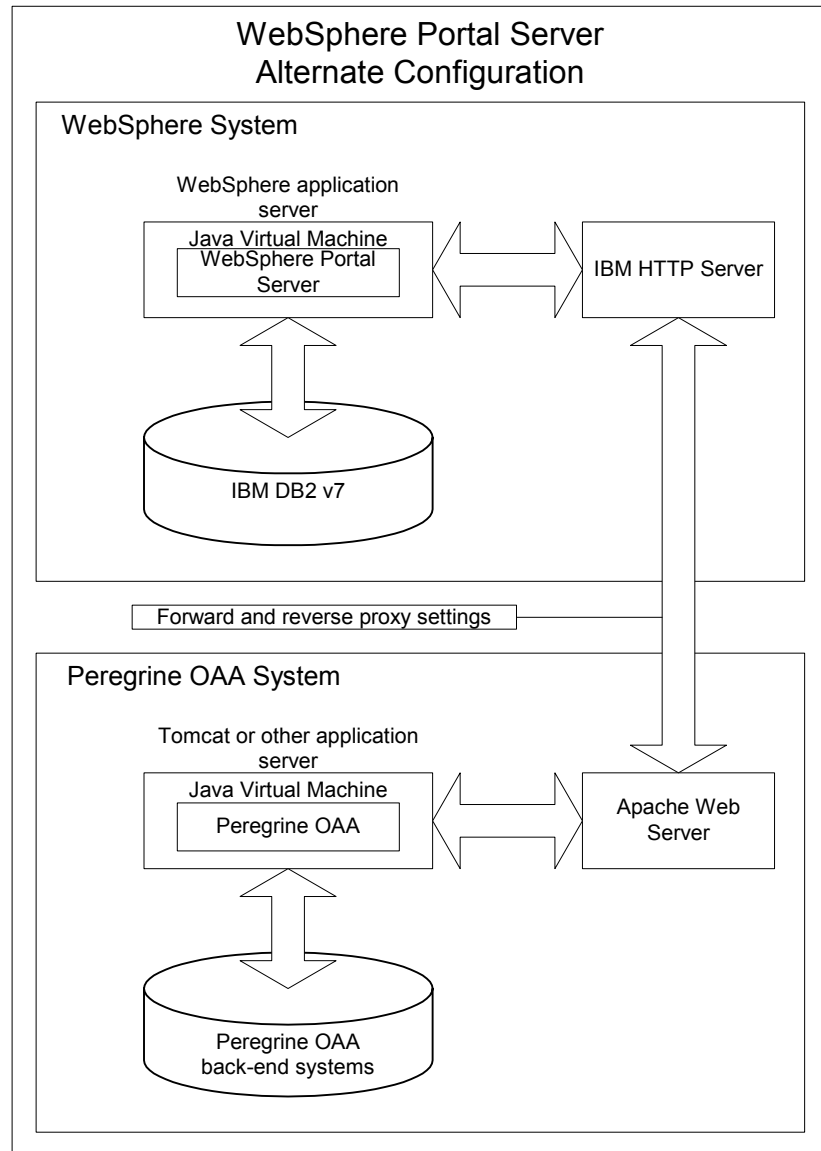 WebSphere Portal Server
Alternate Configuration
WebSphere System
WebSphere application
server
Java Virtual Machine
WebSphere Portal
Server
IBM HTTP Server
IBM DB2 v7
Forward and reverse proxy settings
Peregrine OAA System
Tomcat or other application
server
Java Virtual Machine
Peregrine OAA
Apache Web
Server
Peregrine OAA
back-end systems